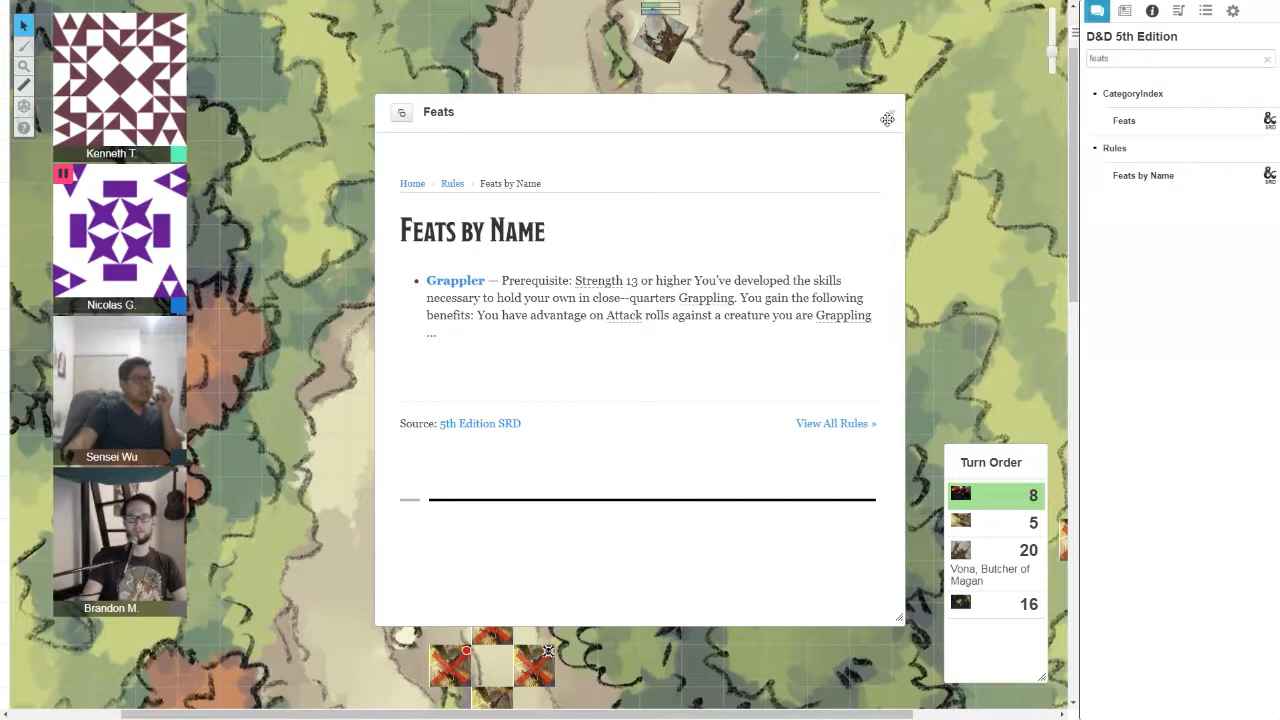 Kenneth T.
Nicolas G.
Sensei Wu
Brandon M.
Feats
Home Rules Feats by Name
Feats by Name
Grappler — Prerequisite: Strength 13 or higher You've developed the skills
necessary to hold your own in close--quarters Grappling. You gain the following
benefits: You have advantage on Attack rolls against a creature you are Grappling
...
Source: 5th Edition SRD View All Rules »
Turn Order
8
5
20
Vona, Butcher of
Magan
16
D&D 5th Edition
feats
CategoryIndex
Feats & SRD
Rules
Feats by Name & SRD